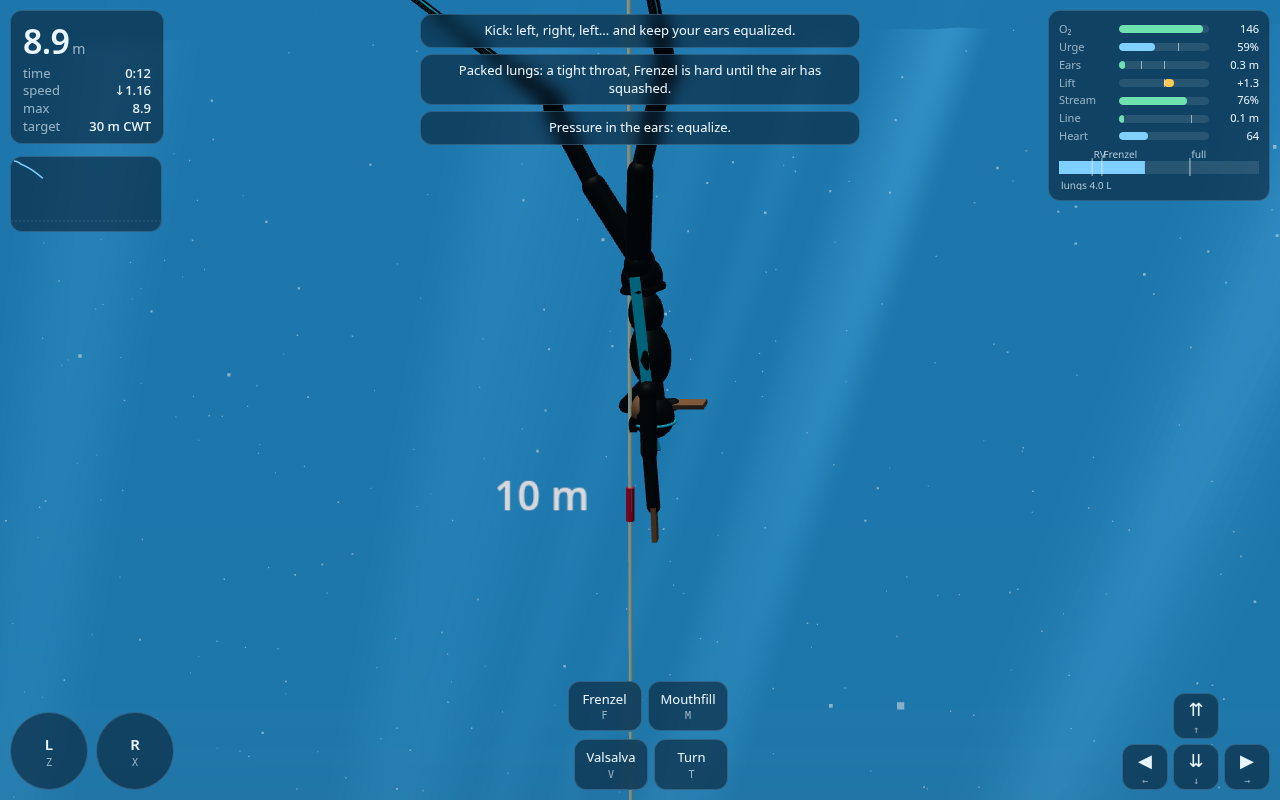 8.9 m
time 0:12
speed ↓1.16
max 8.9
target 30 m CWT
Kick: left, right, left... and keep your ears equalized.
Packed lungs: a tight throat, Frenzel is hard until the air has
squashed.
Pressure in the ears: equalize.
O₂ 146
Urge 59%
Ears 0.3 m
Lift +1.3
Stream 76%
Line 0.1 m
Heart 64
RV Frenzel full
lungs 4.0 L
10 m
Frenzel
F
Mouthfill
M
Valsalva
V
Turn
T
L
Z
R
X
⇈
↑
◀
←
⇊
↓
▶
→